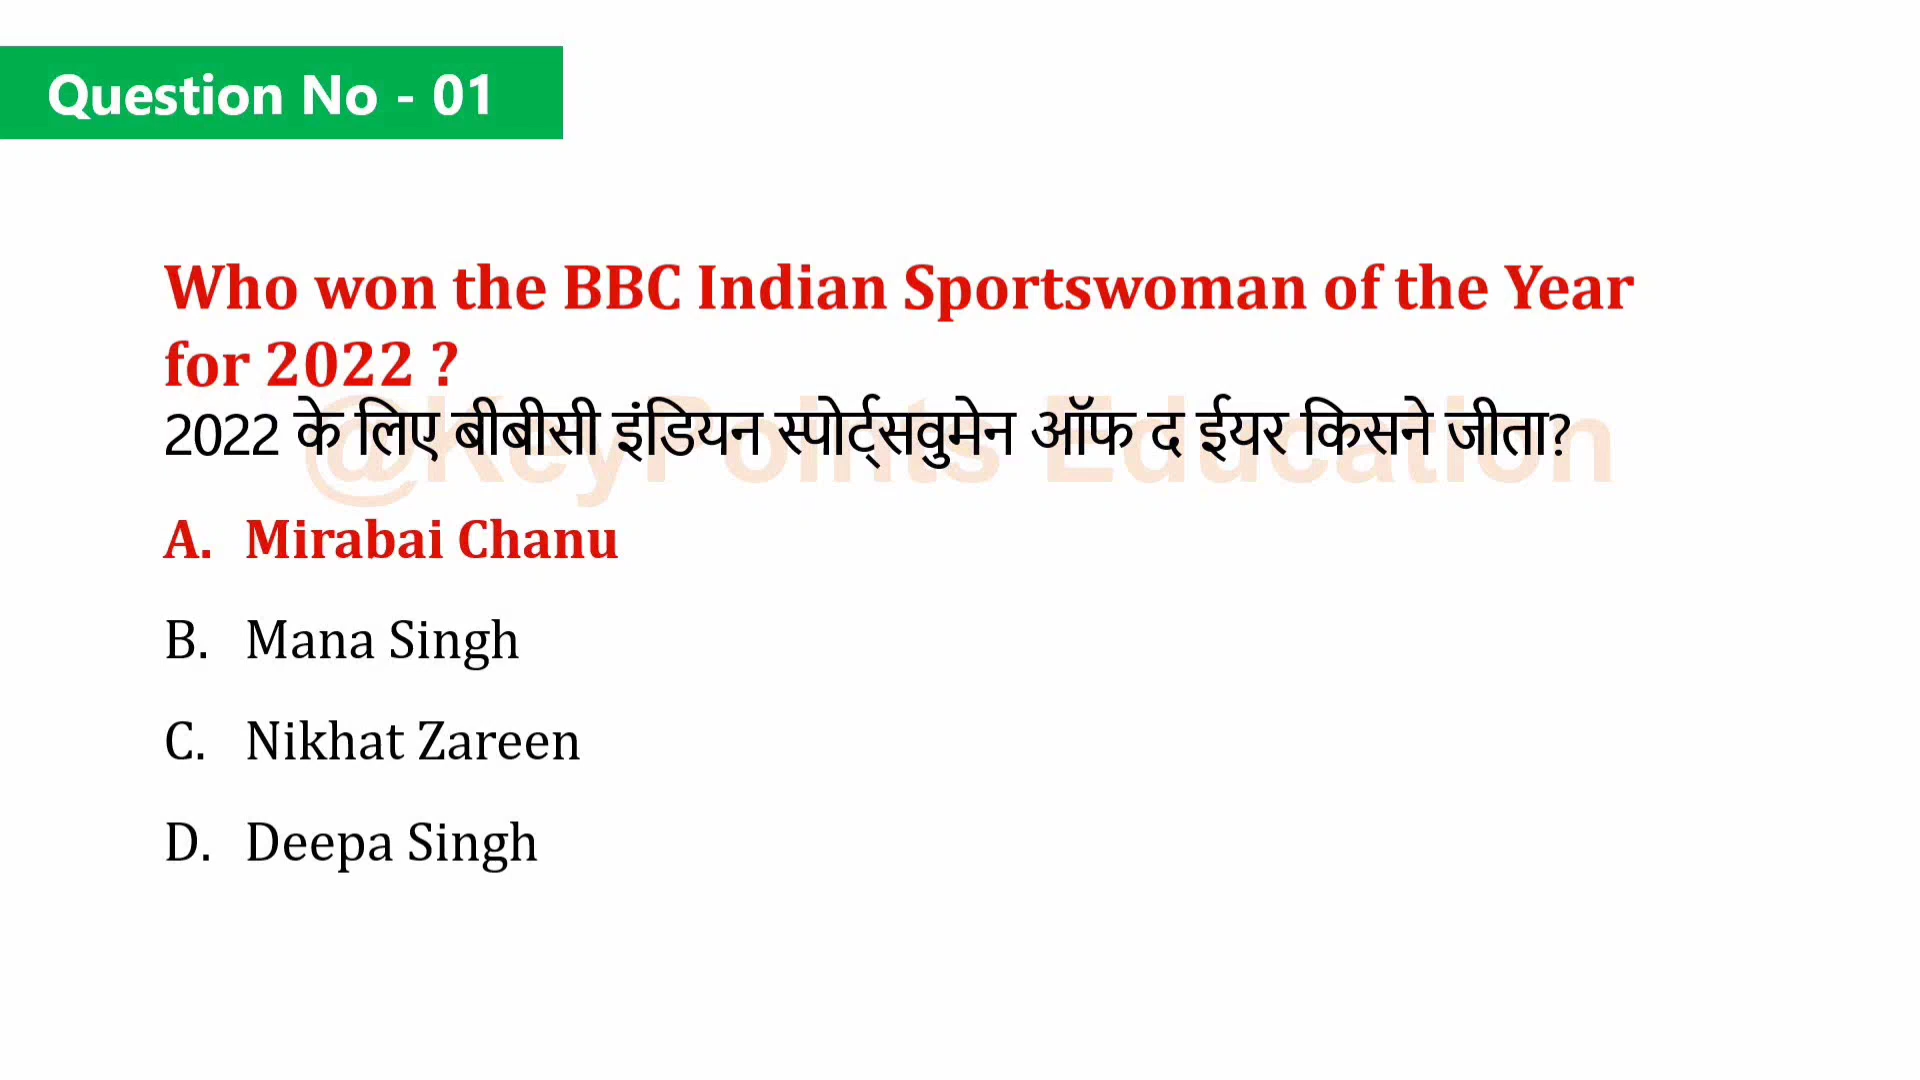 Question No - 01
Who won the BBC Indian Sportswoman of the Year
for 2022 ?
2022 के लिए बीबीसी इंडियन स्पोर्ट्सवुमेन ऑफ द ईयर किसने जीता?
@KeyPoints Education
A. Mirabai Chanu
B. Mana Singh
C. Nikhat Zareen
D. Deepa Singh